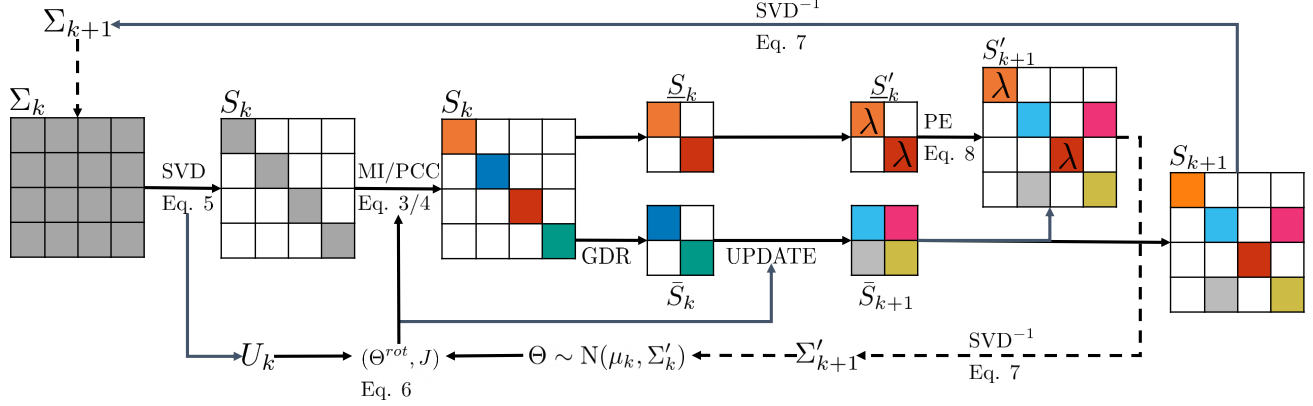 Σ_{k+1}
SVD⁻¹
Eq. 7
Σ_k
S_k
S_k
S̲_k
S̲′_k
S′_{k+1}
λ
λ
λ
λ
PE
Eq. 8
SVD
Eq. 5
MI/PCC
Eq. 3/4
S_{k+1}
GDR
UPDATE
S̄_k
S̄_{k+1}
U_k
(Θ^{rot}, J)
Eq. 6
Θ ∼ N(μ_k, Σ′_k)
Σ′_{k+1}
SVD⁻¹
Eq. 7